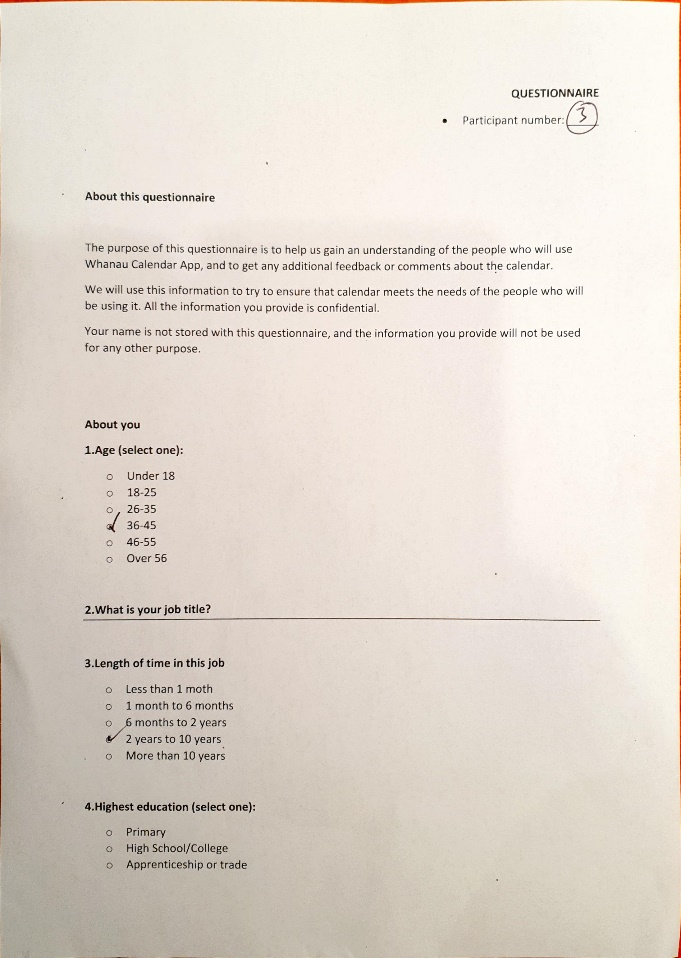 QUESTIONNAIRE
• Participant number: 3
About this questionnaire
The purpose of this questionnaire is to help us gain an understanding of the people who will use
Whanau Calendar App, and to get any additional feedback or comments about the calendar.
We will use this information to try to ensure that calendar meets the needs of the people who will
be using it. All the information you provide is confidential.
Your name is not stored with this questionnaire, and the information you provide will not be used
for any other purpose.
About you
1.Age (select one):
o Under 18
o 18-25
o 26-35
o 36-45
o 46-55
o Over 56
2.What is your job title?
3.Length of time in this job
o Less than 1 moth
o 1 month to 6 months
o 6 months to 2 years
o 2 years to 10 years
o More than 10 years
4.Highest education (select one):
o Primary
o High School/College
o Apprenticeship or trade